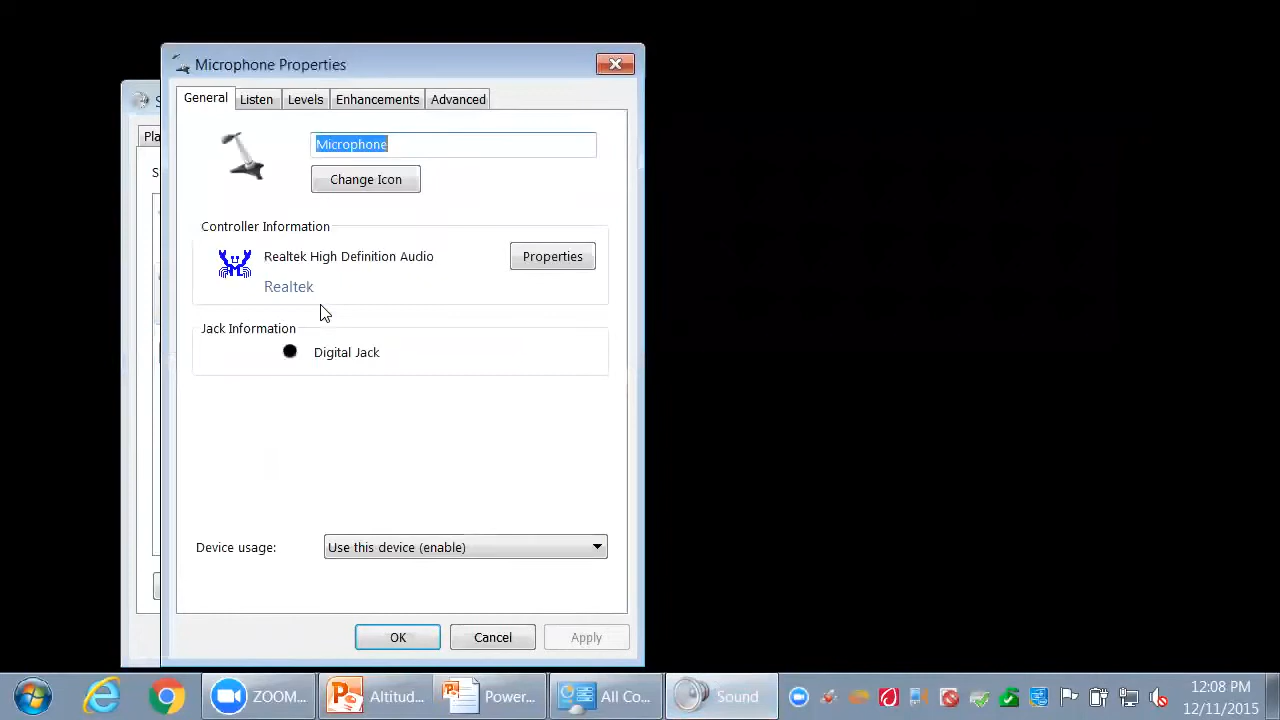 Microphone Properties
S
Pla
General Listen Levels Enhancements Advanced
S
Microphone
Change Icon
Controller Information
Realtek High Definition Audio Properties
Realtek
Jack Information
Digital Jack
Device usage: Use this device (enable)
OK Cancel Apply
ZOOM... Altitud... Power... All Co... Sound
12:08 PM
12/11/2015